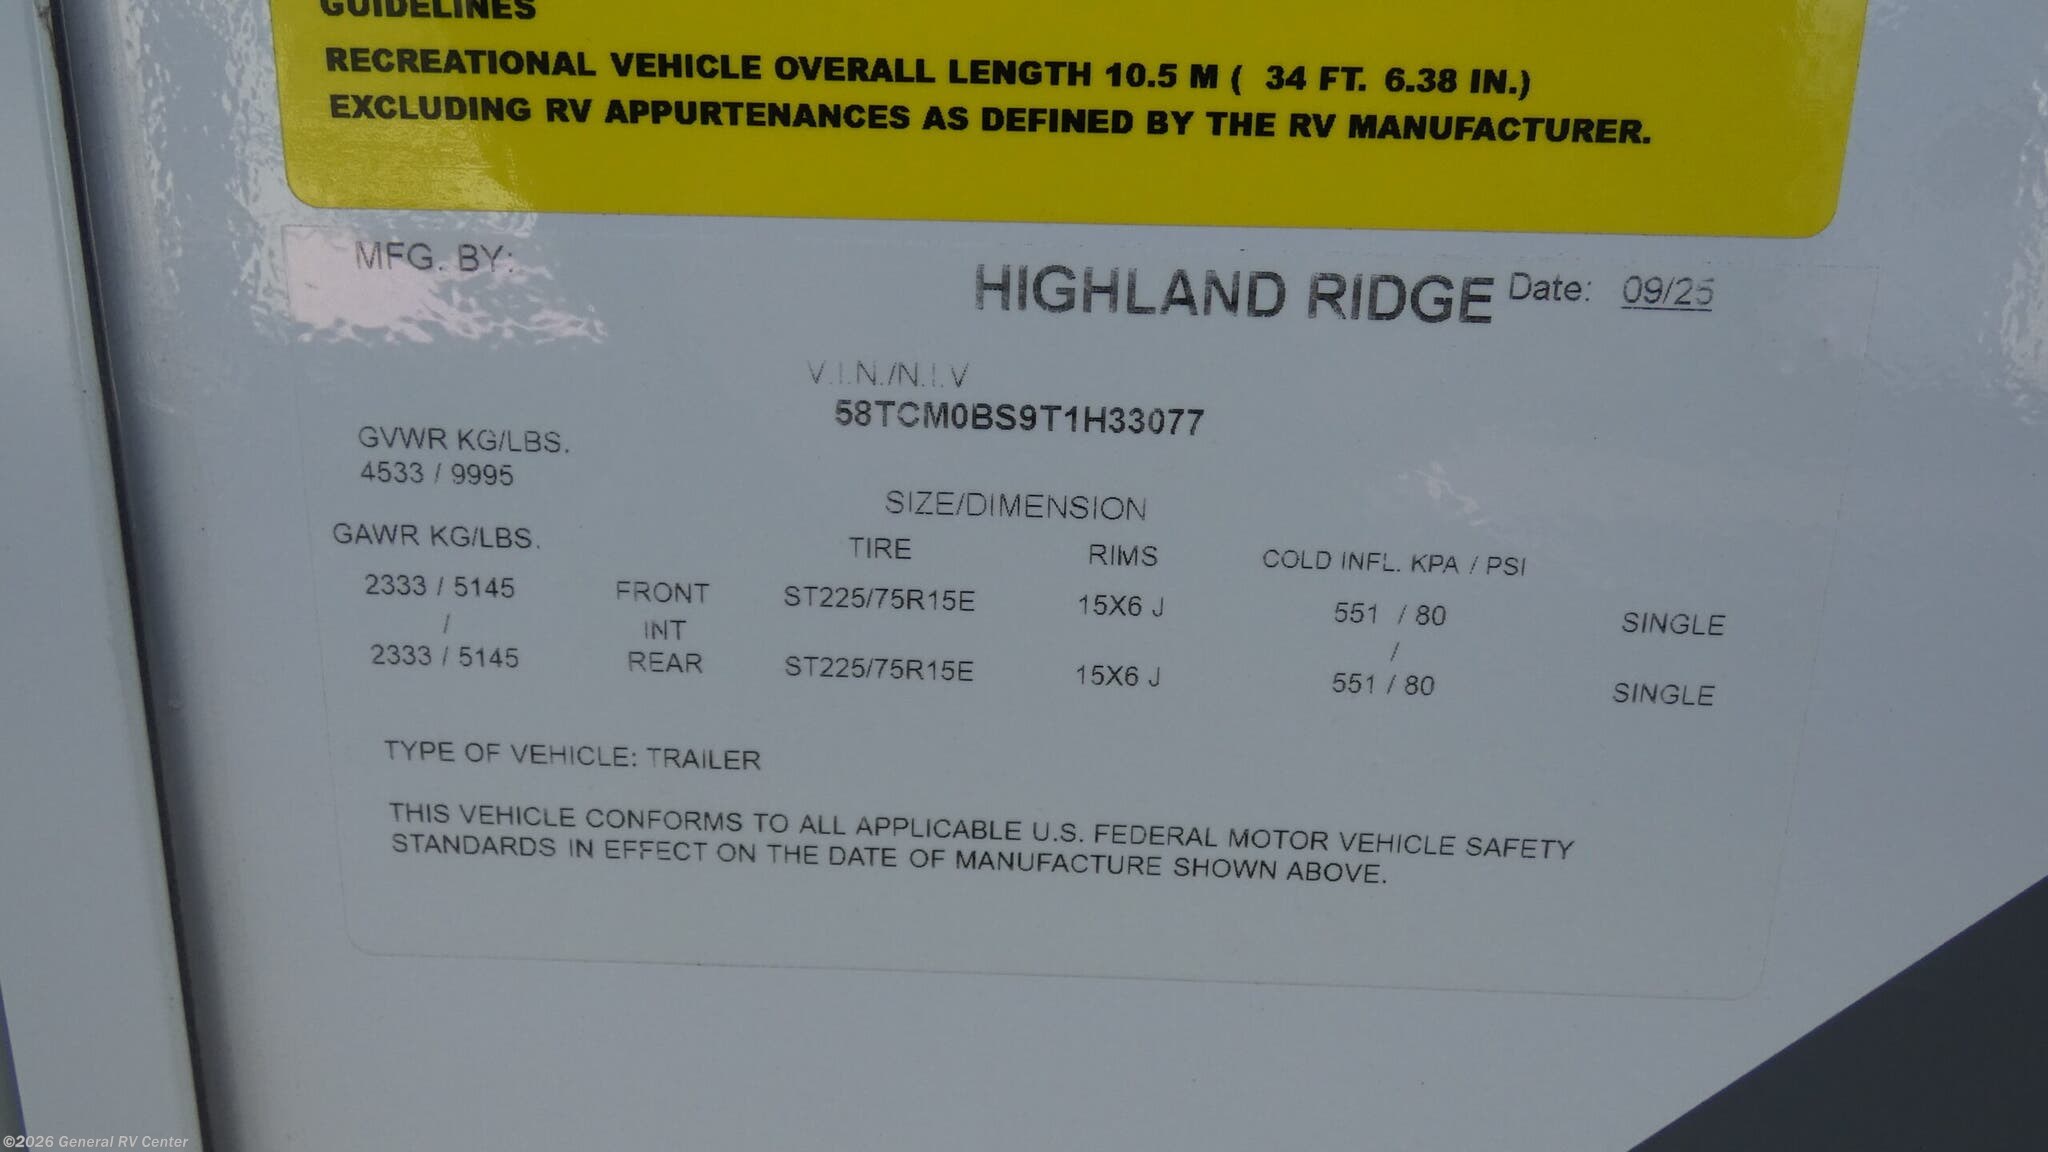 GUIDELINES
RECREATIONAL VEHICLE OVERALL LENGTH 10.5 M ( 34 FT. 6.38 IN.)
EXCLUDING RV APPURTENANCES AS DEFINED BY THE RV MANUFACTURER.
MFG. BY:
HIGHLAND RIDGE Date: 09/25
V.I.N./N.I.V
58TCM0BS9T1H33077
GVWR KG/LBS.
4533 / 9995
SIZE/DIMENSION
GAWR KG/LBS. TIRE RIMS COLD INFL. KPA / PSI
2333 / 5145 FRONT ST225/75R15E 15X6 J 551 / 80 SINGLE
/ INT /
2333 / 5145 REAR ST225/75R15E 15X6 J 551 / 80 SINGLE
TYPE OF VEHICLE: TRAILER
THIS VEHICLE CONFORMS TO ALL APPLICABLE U.S. FEDERAL MOTOR VEHICLE SAFETY
STANDARDS IN EFFECT ON THE DATE OF MANUFACTURE SHOWN ABOVE.
©2026 General RV Center